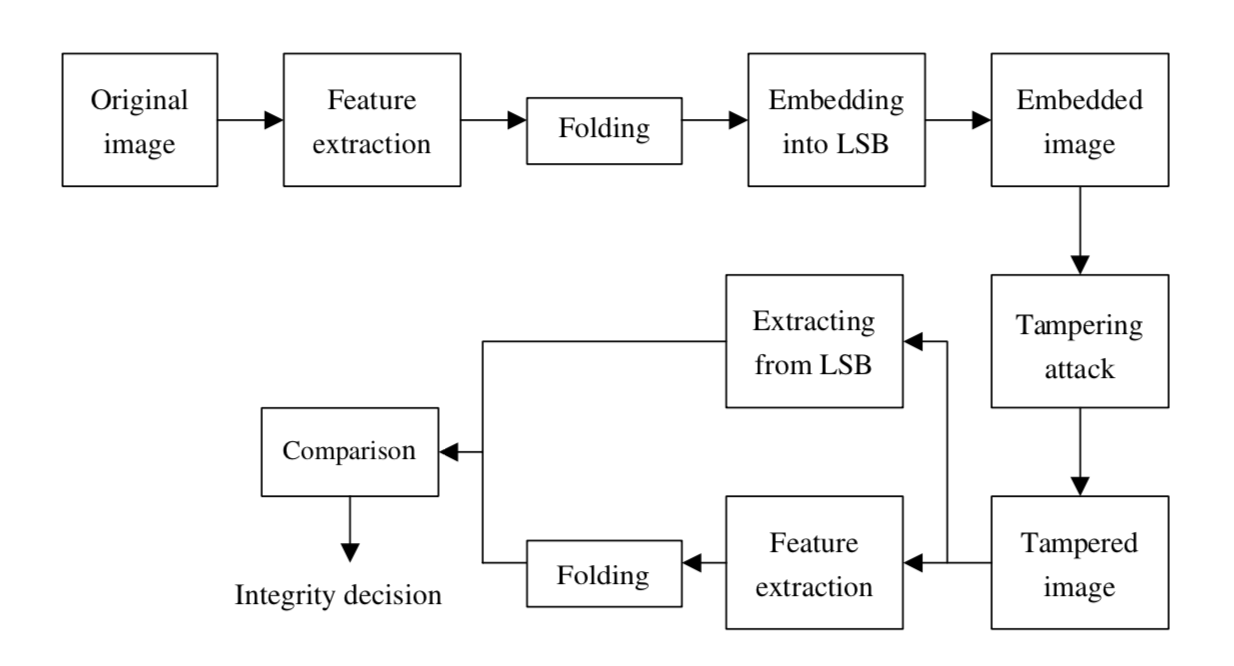 Original
image
Feature
extraction
Folding
Embedding
into LSB
Embedded
image
Extracting
from LSB
Tampering
attack
Comparison
Integrity decision
Folding
Feature
extraction
Tampered
image